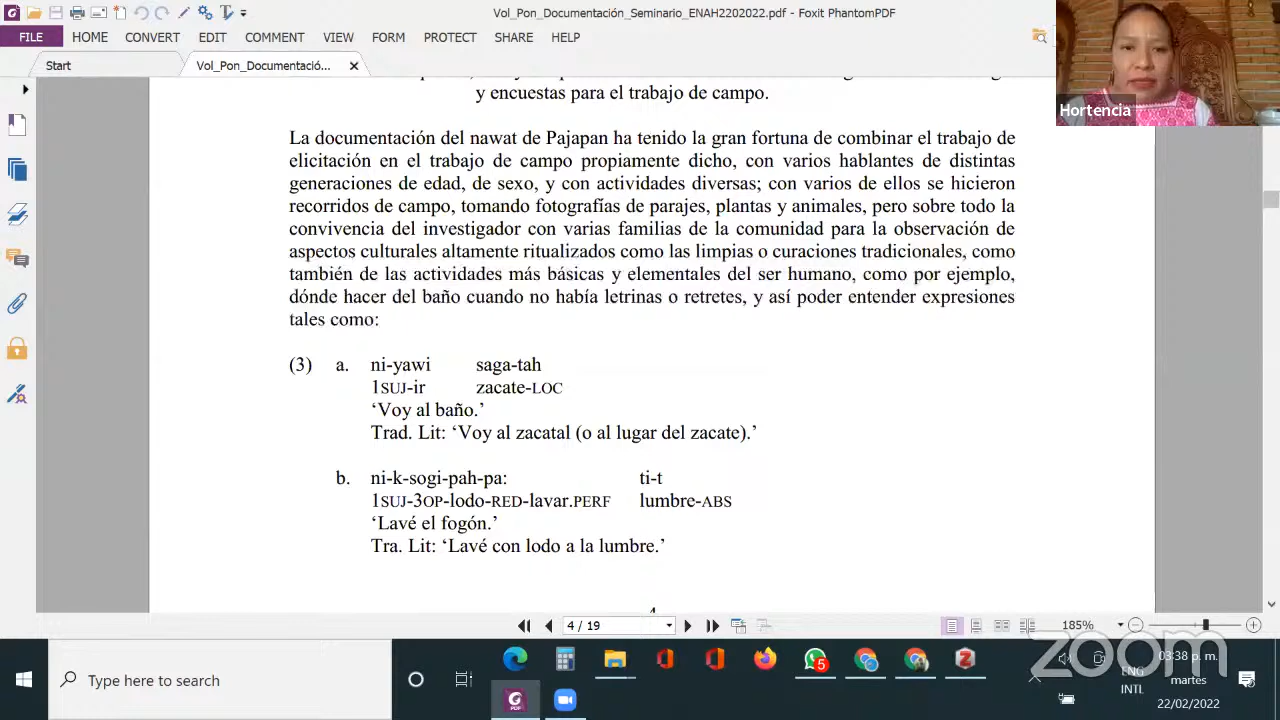 Vol_Pon_Documentación_Seminario_ENAH2202022.pdf - Foxit PhantomPDF
FILE HOME CONVERT EDIT COMMENT VIEW FORM PROTECT SHARE HELP
Start Vol_Pon_Documentació...
Hortencia
y encuestas para el trabajo de campo.
La documentación del nawat de Pajapan ha tenido la gran fortuna de combinar el trabajo de
elicitación en el trabajo de campo propiamente dicho, con varios hablantes de distintas
generaciones de edad, de sexo, y con actividades diversas; con varios de ellos se hicieron
recorridos de campo, tomando fotografías de parajes, plantas y animales, pero sobre todo la
convivencia del investigador con varias familias de la comunidad para la observación de
aspectos culturales altamente ritualizados como las limpias o curaciones tradicionales, como
también de las actividades más básicas y elementales del ser humano, como por ejemplo,
dónde hacer del baño cuando no había letrinas o retretes, y así poder entender expresiones
tales como:
(3) a. ni-yawi saga-tah
1SUJ-ir zacate-LOC
‘Voy al baño.’
Trad. Lit: ‘Voy al zacatal (o al lugar del zacate).’
b. ni-k-sogi-pah-pa: ti-t
1SUJ-3OP-lodo-RED-lavar.PERF lumbre-ABS
‘Lavé el fogón.’
Tra. Lit: ‘Lavé con lodo a la lumbre.’
4 / 19
185%
zoom
Type here to search
5
ENG
INTL
03:38 p. m.
martes
22/02/2022